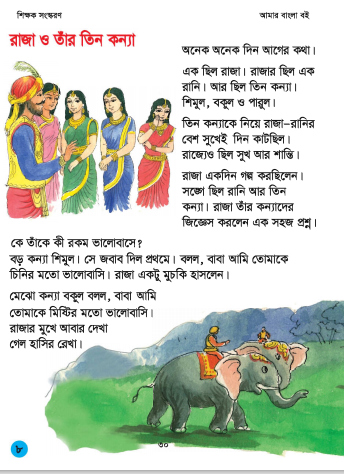 শিক্ষক সংস্করণ
আমার বাংলা বই
রাজা ও তাঁর তিন কন্যা
অনেক অনেক দিন আগের কথা।
এক ছিল রাজা। রাজার ছিল এক
রানি। আর ছিল তিন কন্যা।
শিমুল, বকুল ও পারুল।
তিন কন্যাকে নিয়ে রাজা-রানির
বেশ সুখেই দিন কাটছিল।
রাজ্যেও ছিল সুখ আর শান্তি।
রাজা একদিন গল্প করছিলেন।
সঙ্গে ছিল রানি আর তিন
কন্যা। রাজা তাঁর কন্যাদের
জিজ্ঞেস করলেন এক সহজ প্রশ্ন।
কে তাঁকে কী রকম ভালোবাসে?
বড় কন্যা শিমুল। সে জবাব দিল প্রথমে। বলল, বাবা আমি তোমাকে
চিনির মতো ভালোবাসি। রাজা একটু মুচকি হাসলেন।
মেঝো কন্যা বকুল বলল, বাবা আমি
তোমাকে মিষ্টির মতো ভালোবাসি।
রাজার মুখে আবার দেখা
গেল হাসির রেখা।
৮
৩০